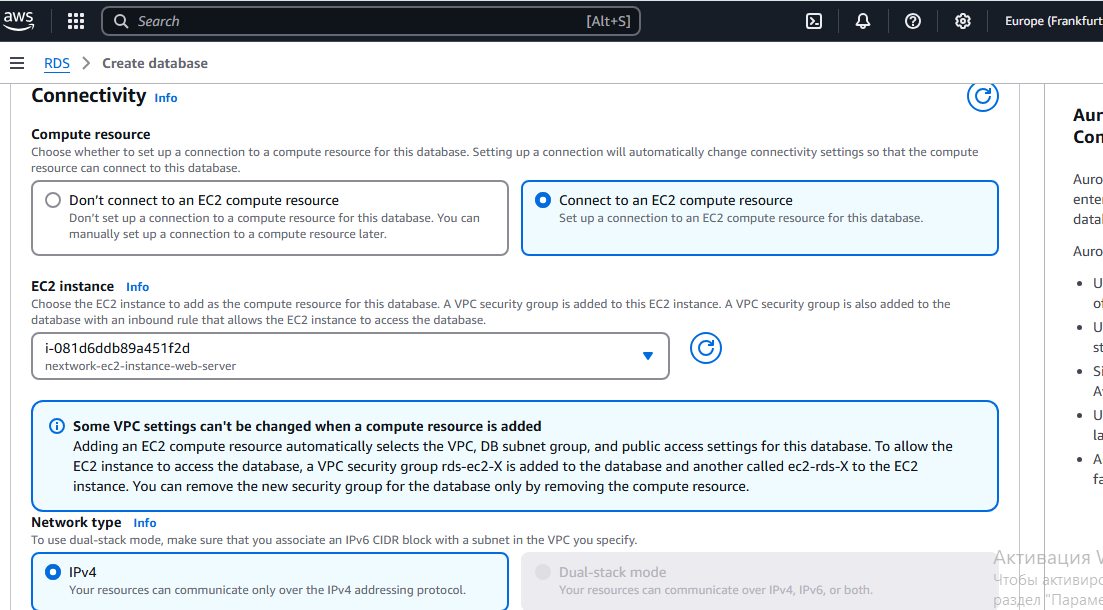 aws
Search [Alt+S] Europe (Frankfurt
RDS > Create database
Connectivity Info
Compute resource
Choose whether to set up a connection to a compute resource for this database. Setting up a connection will automatically change connectivity settings so that the compute
resource can connect to this database.
Don't connect to an EC2 compute resource
Don't set up a connection to a compute resource for this database. You can
manually set up a connection to a compute resource later.
Connect to an EC2 compute resource
Set up a connection to an EC2 compute resource for this database.
EC2 instance Info
Choose the EC2 instance to add as the compute resource for this database. A VPC security group is added to this EC2 instance. A VPC security group is also added to the
database with an inbound rule that allows the EC2 instance to access the database.
i-081d6ddb89a451f2d
nextwork-ec2-instance-web-server
Some VPC settings can't be changed when a compute resource is added
Adding an EC2 compute resource automatically selects the VPC, DB subnet group, and public access settings for this database. To allow the
EC2 instance to access the database, a VPC security group rds-ec2-X is added to the database and another called ec2-rds-X to the EC2
instance. You can remove the new security group for the database only by removing the compute resource.
Network type Info
To use dual-stack mode, make sure that you associate an IPv6 CIDR block with a subnet in the VPC you specify.
IPv4
Your resources can communicate only over the IPv4 addressing protocol.
Dual-stack mode
Your resources can communicate over IPv4, IPv6, or both.
Aur
Con
Auro
enter
datab
Auro
U
of
U
st
Si
A
U
la
A
fa
Активация
Чтобы активиро
раздел "Параме